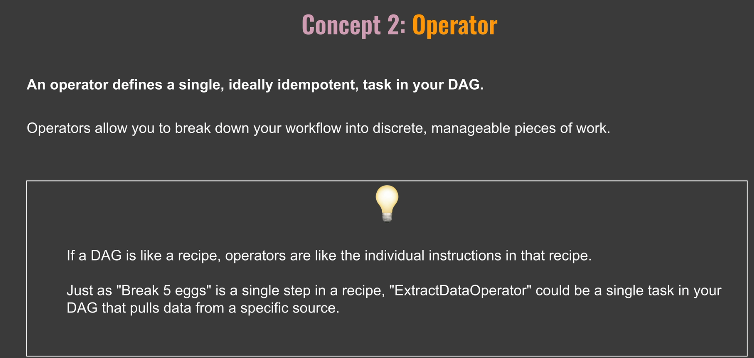 Concept 2: Operator
An operator defines a single, ideally idempotent, task in your DAG.
Operators allow you to break down your workflow into discrete, manageable pieces of work.
If a DAG is like a recipe, operators are like the individual instructions in that recipe.
Just as "Break 5 eggs" is a single step in a recipe, "ExtractDataOperator" could be a single task in your
DAG that pulls data from a specific source.